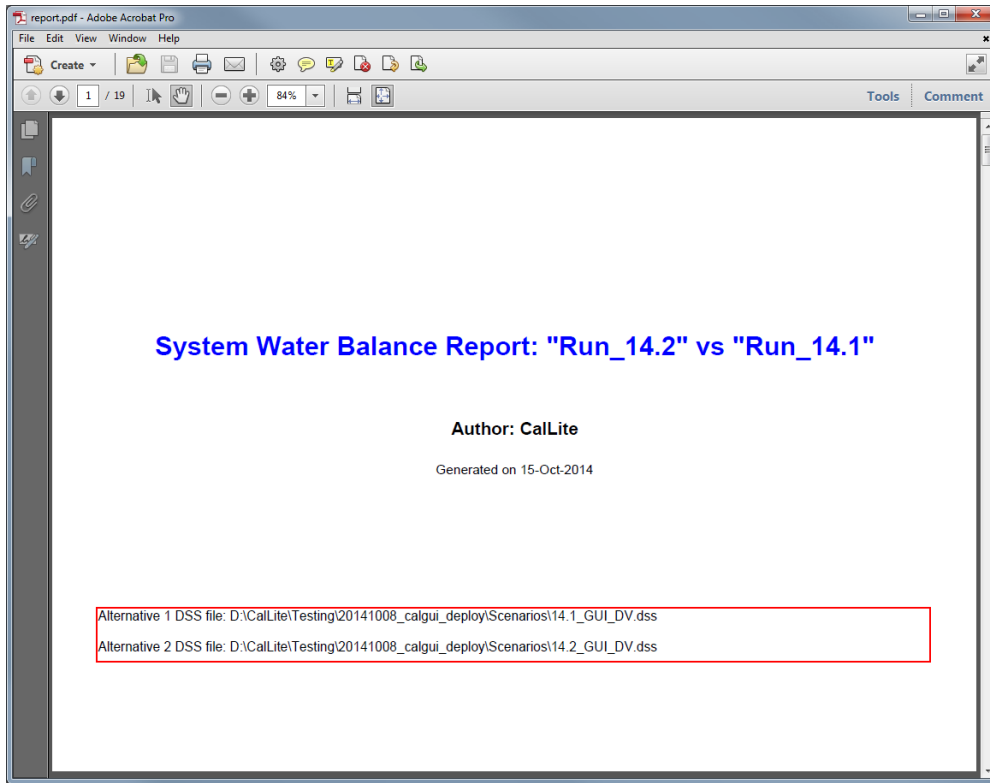 report.pdf - Adobe Acrobat Pro
File Edit View Window Help
Create
1 / 19 84% Tools Comment
System Water Balance Report: "Run_14.2" vs "Run_14.1"
Author: CalLite
Generated on 15-Oct-2014
Alternative 1 DSS file: D:\CalLite\Testing\20141008_calgui_deploy\Scenarios\14.1_GUI_DV.dss
Alternative 2 DSS file: D:\CalLite\Testing\20141008_calgui_deploy\Scenarios\14.2_GUI_DV.dss